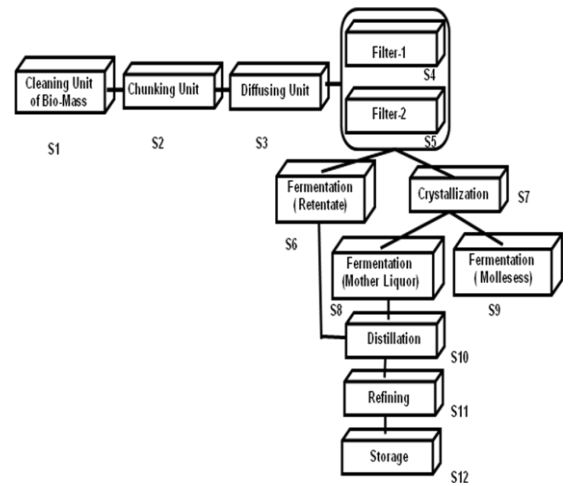 Filter-1
S4
Cleaning Unit
of Bio-Mass
Chunking Unit
Diffusing Unit
Filter-2
S1
S2
S3
S5
Fermentation
( Retentate)
Crystallization
S7
S6
Fermentation
(Mother Liquor)
Fermentation
( Mollesess)
S8
S9
Distillation
S10
Refining
S11
Storage
S12